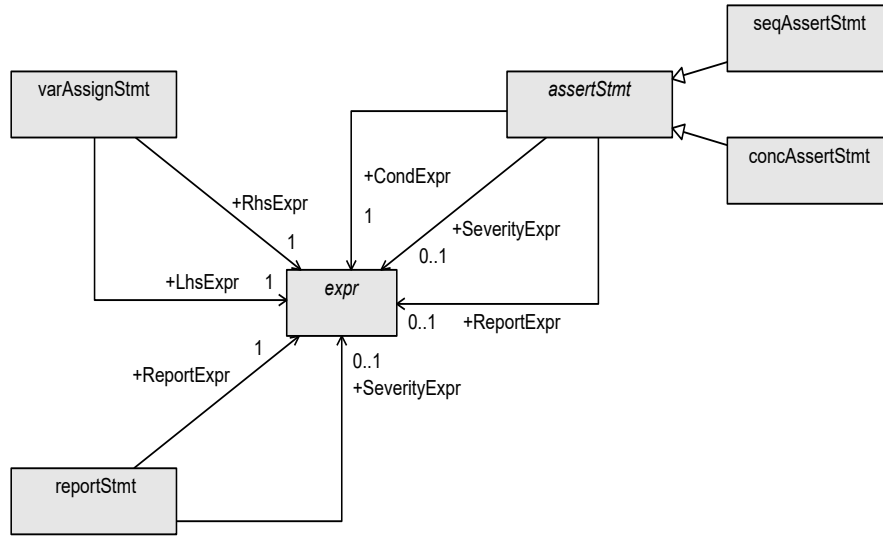 seqAssertStmt
varAssignStmt
assertStmt
concAssertStmt
+CondExpr
+RhsExpr
1
+SeverityExpr
1
0..1
+LhsExpr
1
expr
0..1
+ReportExpr
1
0..1
+ReportExpr
+SeverityExpr
reportStmt